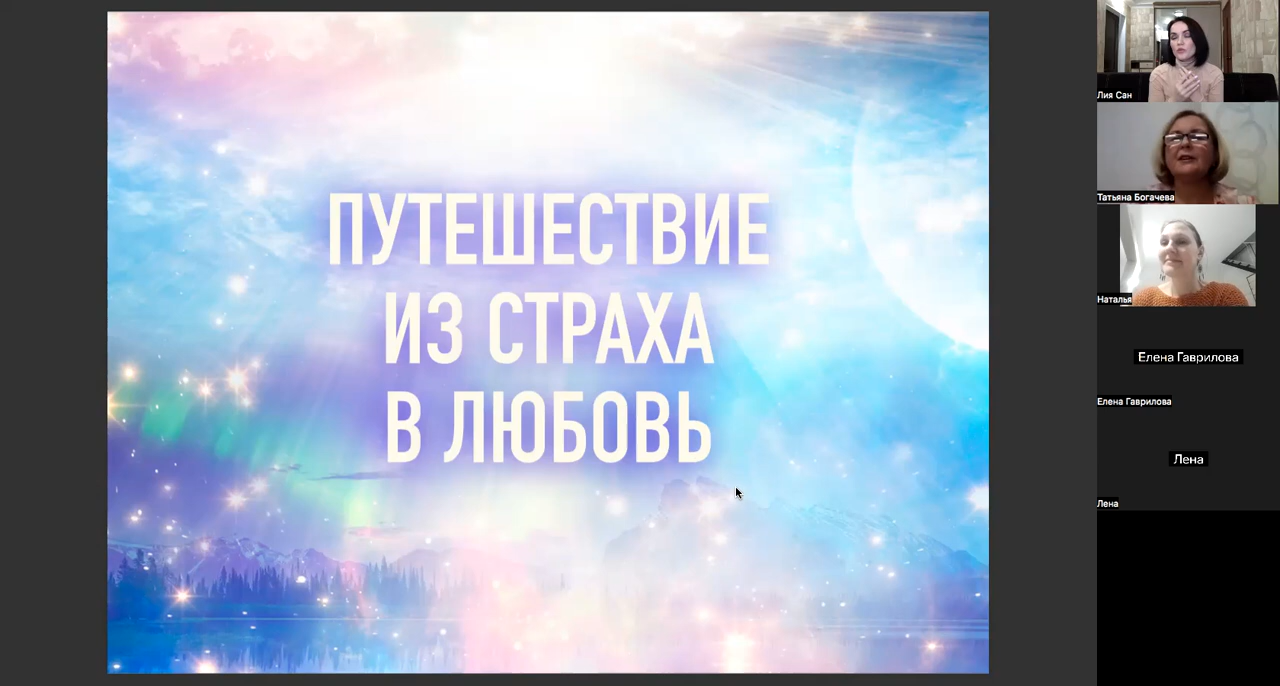 ПУТЕШЕСТВИЕ
ИЗ СТРАХА
В ЛЮБОВЬ
Лия Сан
Татьяна Богачева
Наталья
Елена Гаврилова
Елена Гаврилова
Лена
Лена